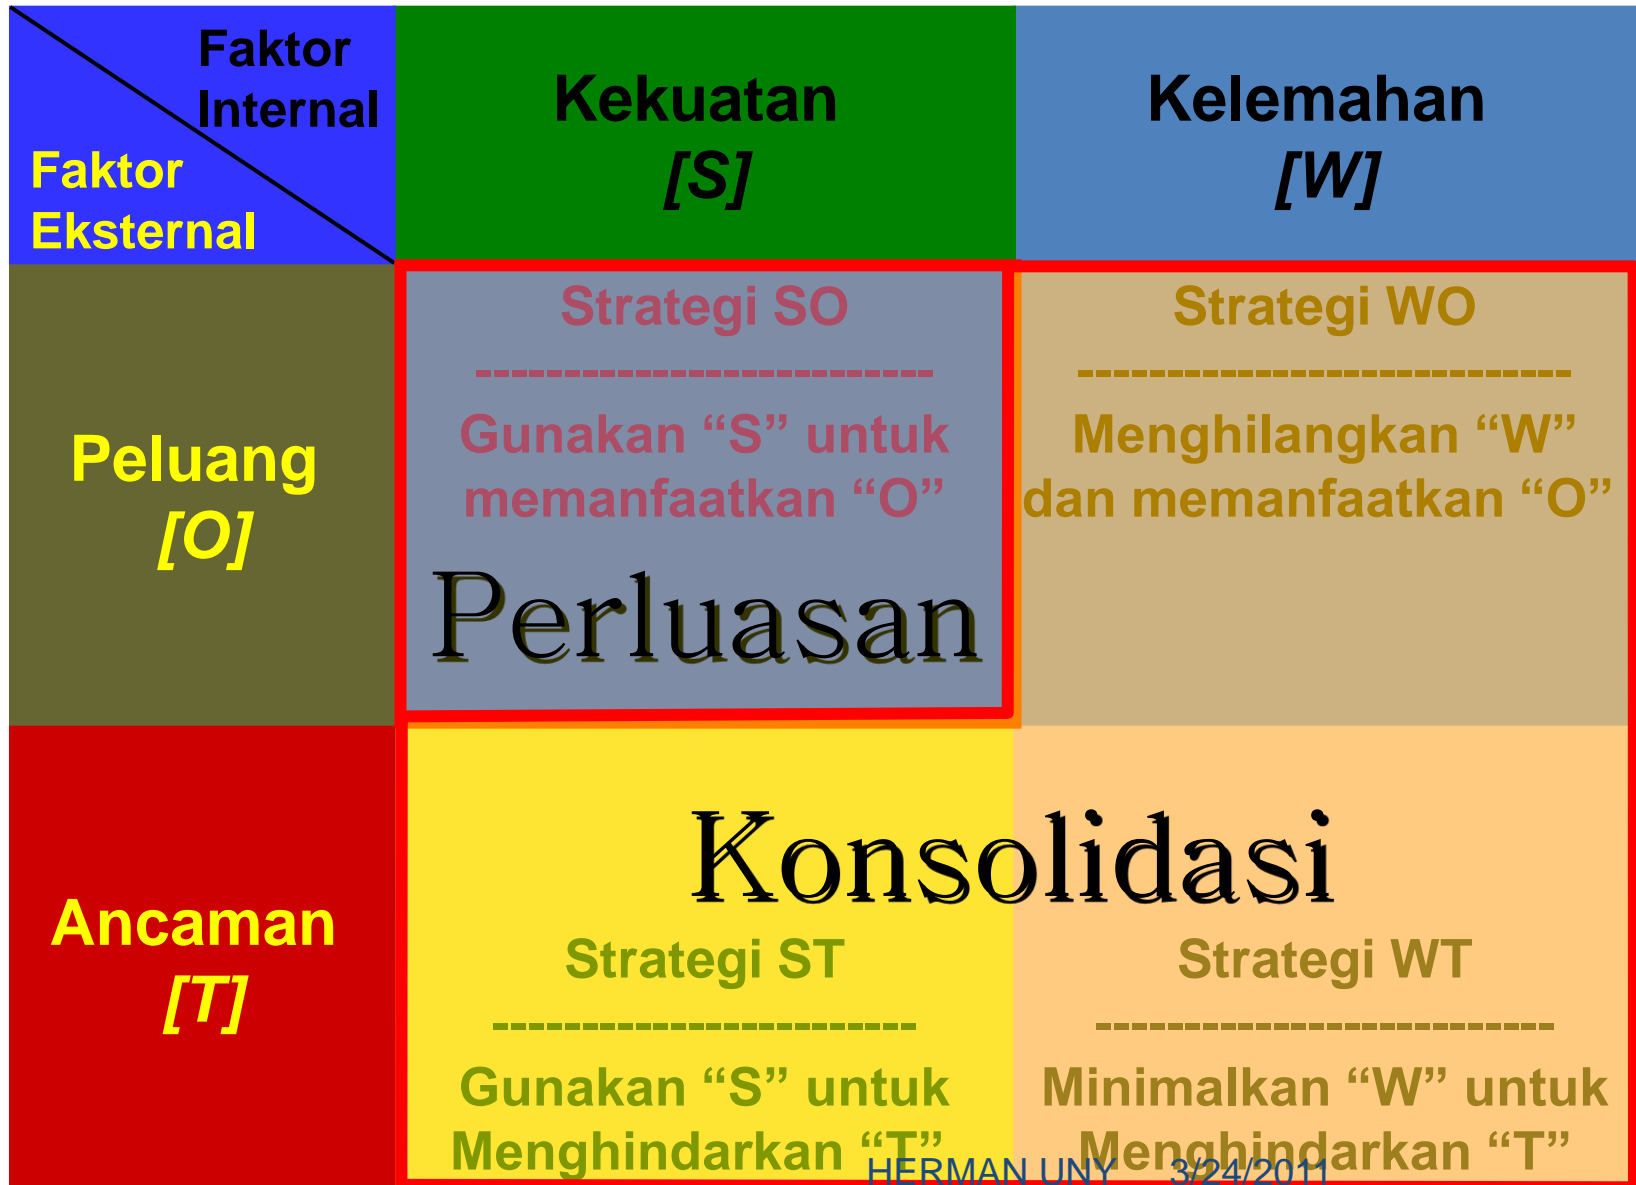 Faktor
Internal
Faktor
Eksternal
Kekuatan
[S]
Kelemahan
[W]
Peluang
[O]
Strategi SO
--------------------------
Gunakan “S” untuk
memanfaatkan “O”
Perluasan
Strategi WO
----------------------------
Menghilangkan “W”
dan memanfaatkan “O”
Ancaman
[T]
Konsolidasi
Strategi ST
------------------------
Gunakan “S” untuk
Menghindarkan “T”
Strategi WT
--------------------------
Minimalkan “W” untuk
Menghindarkan “T”
HERMAN UNY 3/24/2011